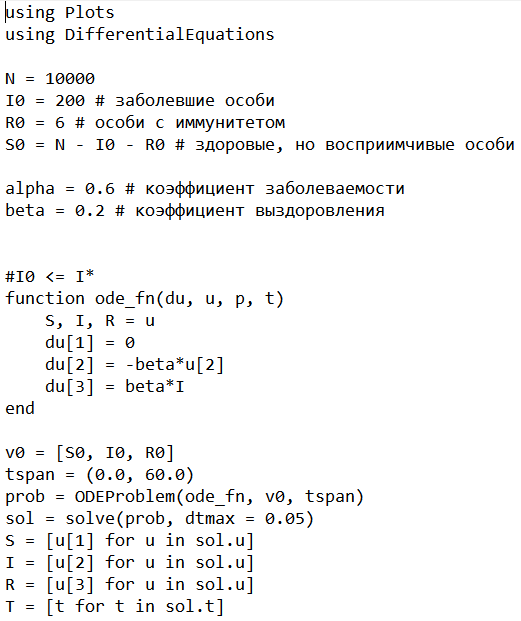 using Plots
using DifferentialEquations

N = 10000
I0 = 200 # заболевшие особи
R0 = 6 # особи с иммунитетом
S0 = N - I0 - R0 # здоровые, но восприимчивые особи

alpha = 0.6 # коэффициент заболеваемости
beta = 0.2 # коэффициент выздоровления


#I0 <= I*
function ode_fn(du, u, p, t)
    S, I, R = u
    du[1] = 0
    du[2] = -beta*u[2]
    du[3] = beta*I
end

v0 = [S0, I0, R0]
tspan = (0.0, 60.0)
prob = ODEProblem(ode_fn, v0, tspan)
sol = solve(prob, dtmax = 0.05)
S = [u[1] for u in sol.u]
I = [u[2] for u in sol.u]
R = [u[3] for u in sol.u]
T = [t for t in sol.t]